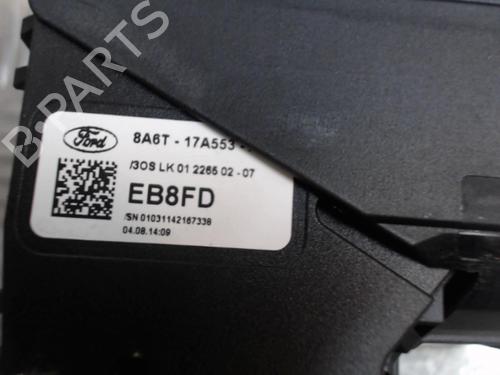 B-PARTS
Ford
8A6T - 17A553 -
/3OS LK 01 2265 02 - 07
EB8FD
/SN 01031142167338
04.08.14:09